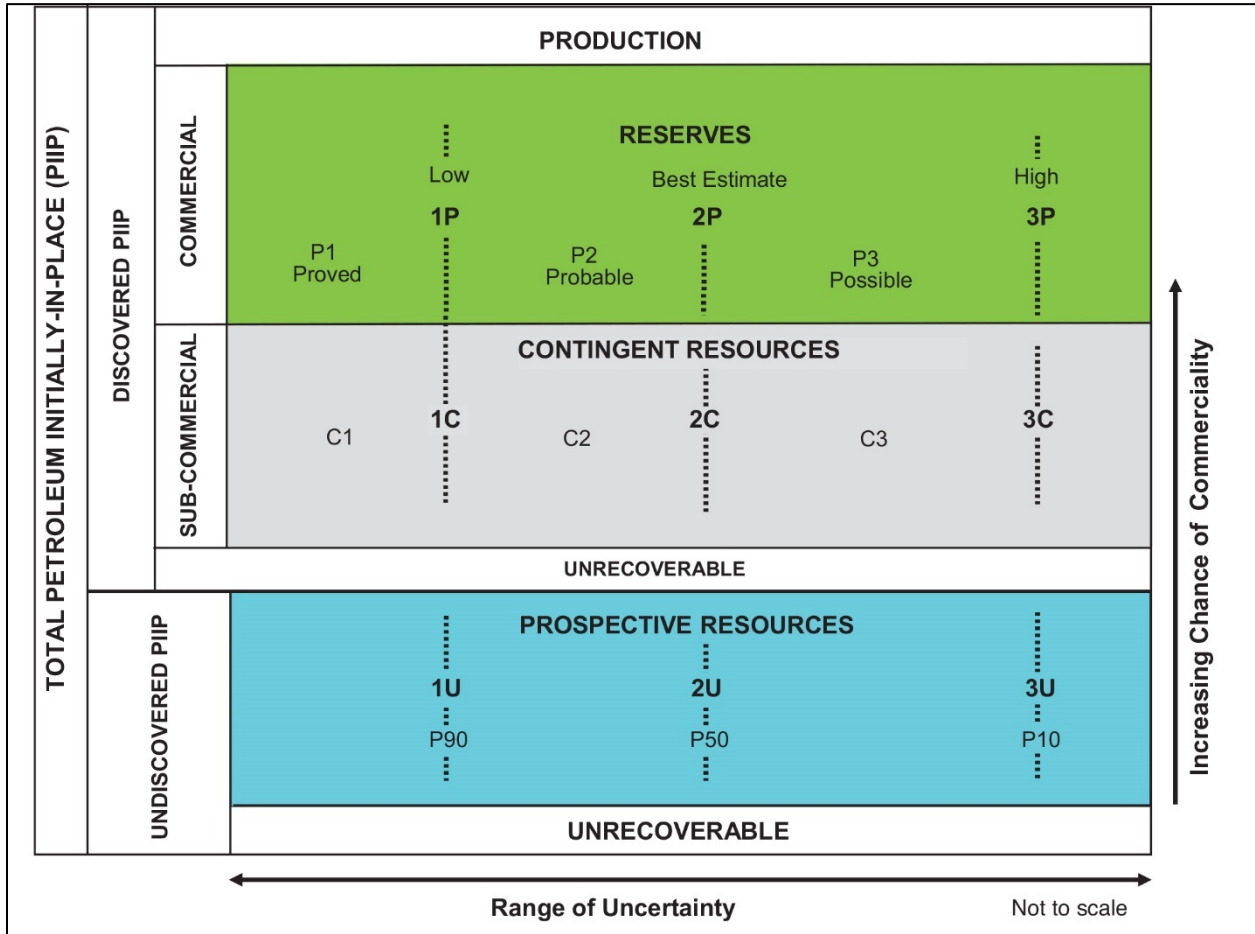 TOTAL PETROLEUM INITIALLY-IN-PLACE (PIIP)
DISCOVERED PIIP
UNDISCOVERED PIIP
COMMERCIAL
SUB-COMMERCIAL
PRODUCTION
RESERVES
Low
Best Estimate
High
1P
2P
3P
P1
Proved
P2
Probable
P3
Possible
CONTINGENT RESOURCES
1C
2C
3C
C1
C2
C3
UNRECOVERABLE
PROSPECTIVE RESOURCES
1U
2U
3U
P90
P50
P10
UNRECOVERABLE
Increasing Chance of Commerciality
Range of Uncertainty
Not to scale